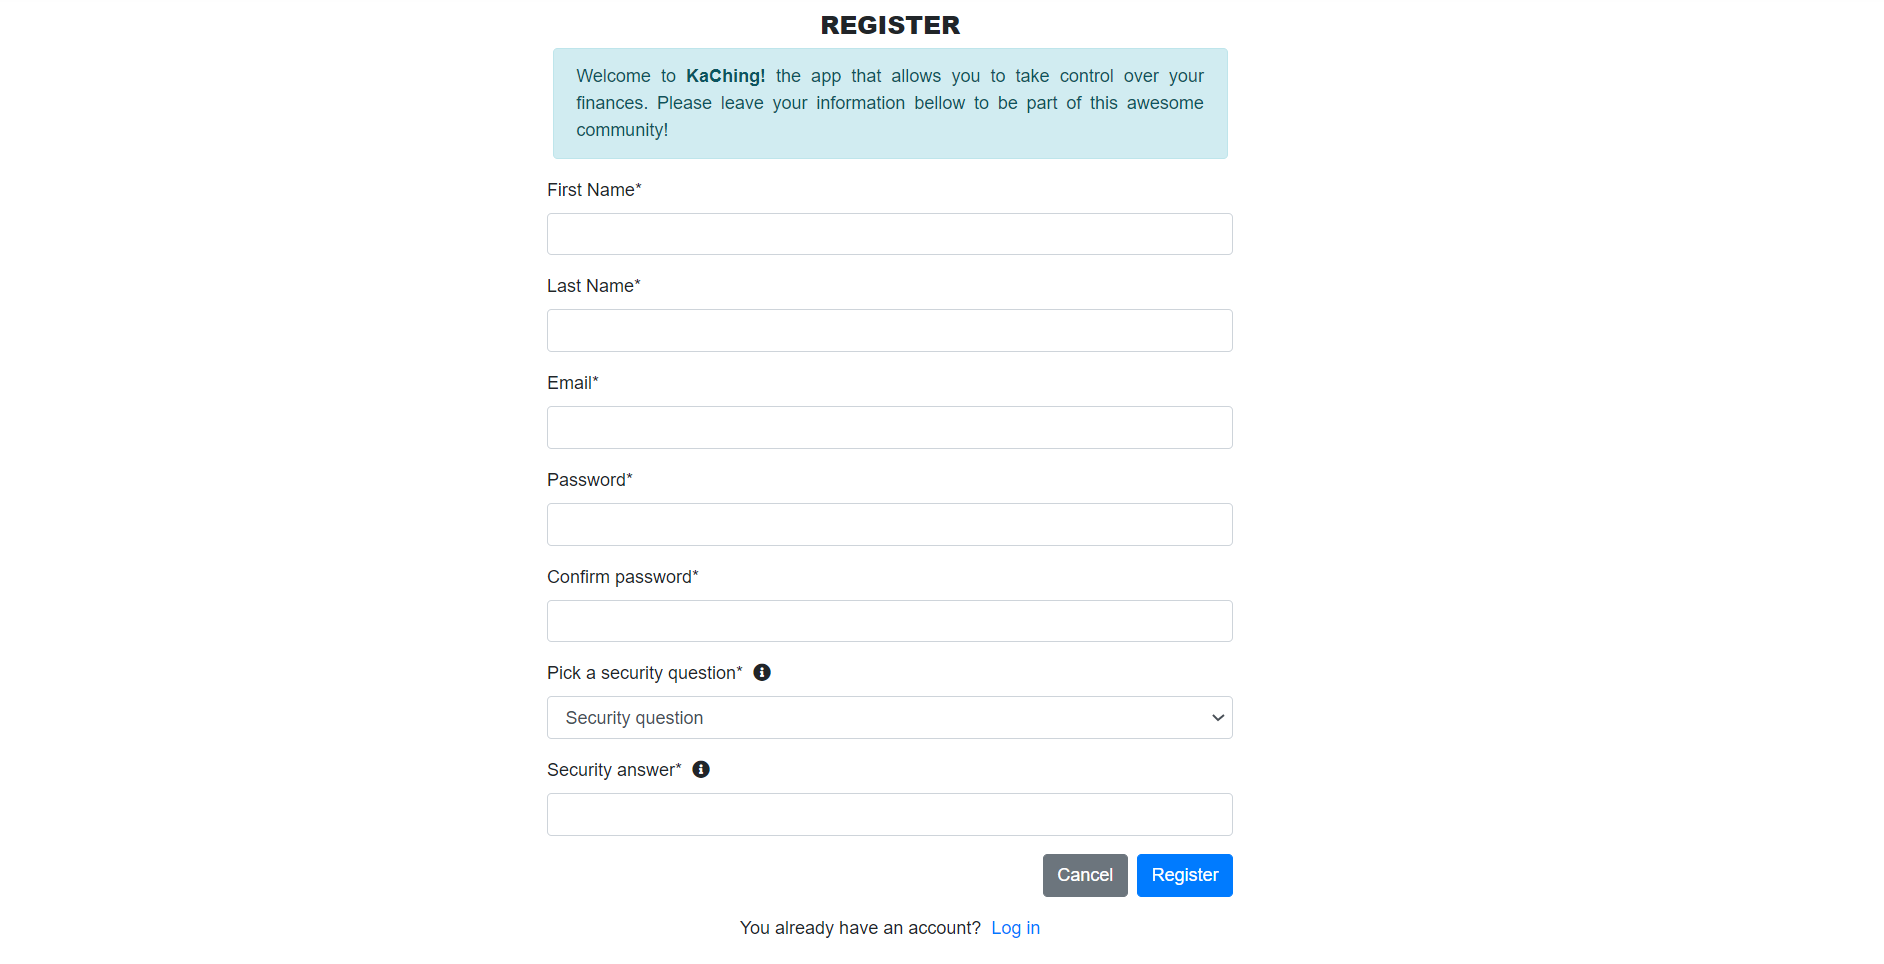 REGISTER
Welcome to KaChing! the app that allows you to take control over your
finances. Please leave your information bellow to be part of this awesome
community!
First Name*
Last Name*
Email*
Password*
Confirm password*
Pick a security question*
Security question
Security answer*
Cancel Register
You already have an account? Log in